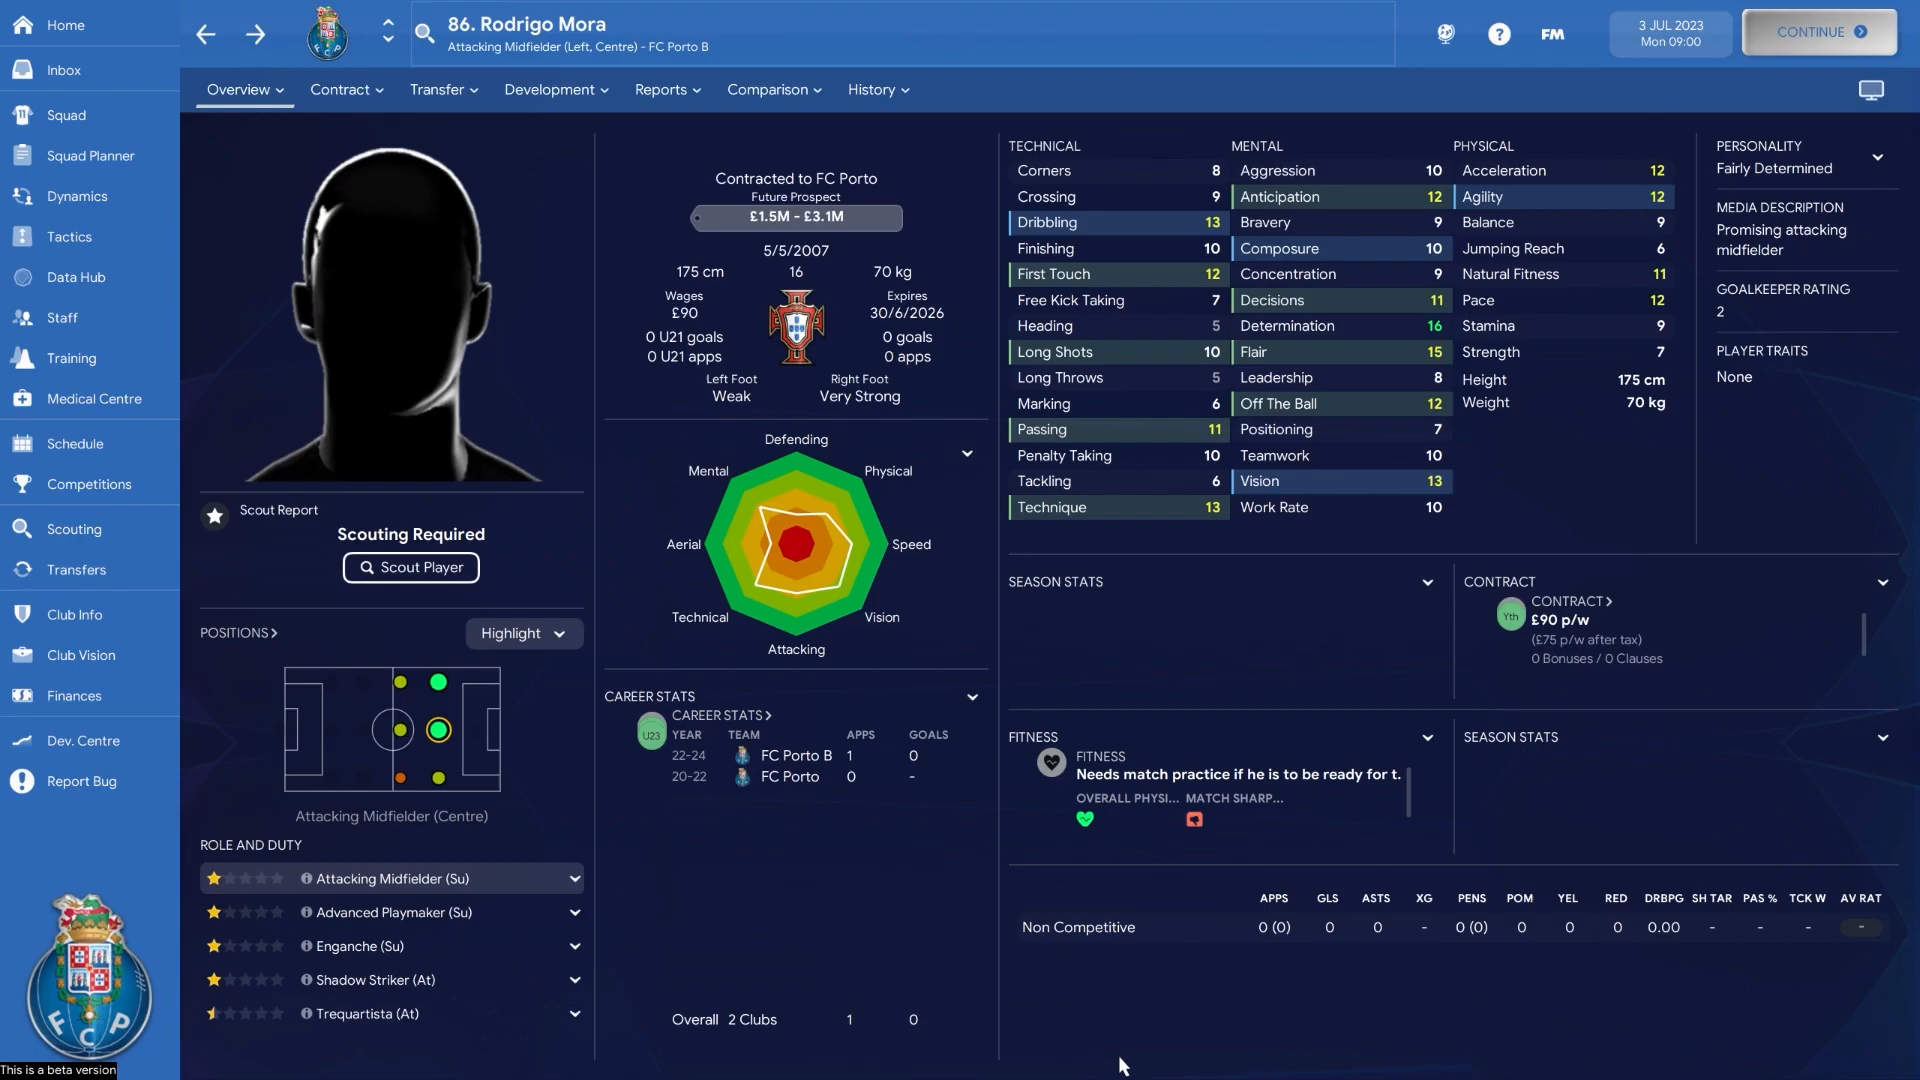 Home
Inbox
Squad
Squad Planner
Dynamics
Tactics
Data Hub
Staff
Training
Medical Centre
Schedule
Competitions
Scouting
Transfers
Club Info
Club Vision
Finances
Dev. Centre
Report Bug
FCP
This is a beta version
86. Rodrigo Mora
Attacking Midfielder (Left, Centre) - FC Porto B
? FM
3 JUL 2023
Mon 09:00
CONTINUE
Overview Contract Transfer Development Reports Comparison History
Scout Report
Scouting Required
Scout Player
POSITIONS
Highlight
Attacking Midfielder (Centre)
ROLE AND DUTY
Attacking Midfielder (Su)
Advanced Playmaker (Su)
Enganche (Su)
Shadow Striker (At)
Trequartista (At)
Contracted to FC Porto
Future Prospect
£1.5M - £3.1M
5/5/2007
175 cm 16 70 kg
Wages Expires
£90 30/6/2026
0 U21 goals 0 goals
0 U21 apps 0 apps
Left Foot Right Foot
Weak Very Strong
Defending
Mental Physical
Aerial Speed
Technical Vision
Attacking
CAREER STATS
U23 CAREER STATS
YEAR TEAM APPS GOALS
22-24 FC Porto B 1 0
20-22 FC Porto 0 -
Overall 2 Clubs 1 0
TECHNICAL
Corners 8
Crossing 9
Dribbling 13
Finishing 10
First Touch 12
Free Kick Taking 7
Heading 5
Long Shots 10
Long Throws 5
Marking 6
Passing 11
Penalty Taking 10
Tackling 6
Technique 13
MENTAL
Aggression 10
Anticipation 12
Bravery 9
Composure 10
Concentration 9
Decisions 11
Determination 16
Flair 15
Leadership 8
Off The Ball 12
Positioning 7
Teamwork 10
Vision 13
Work Rate 10
PHYSICAL
Acceleration 12
Agility 12
Balance 9
Jumping Reach 6
Natural Fitness 11
Pace 12
Stamina 9
Strength 7
Height 175 cm
Weight 70 kg
PERSONALITY
Fairly Determined
MEDIA DESCRIPTION
Promising attacking
midfielder
GOALKEEPER RATING
2
PLAYER TRAITS
None
SEASON STATS
CONTRACT
Yth CONTRACT
£90 p/w
(£75 p/w after tax)
0 Bonuses / 0 Clauses
FITNESS
FITNESS
Needs match practice if he is to be ready for t.
OVERALL PHYSI... MATCH SHARP...
SEASON STATS
APPS GLS ASTS XG PENS POM YEL RED DRBPG SH TAR PAS % TCK W AV RAT
Non Competitive 0 (0) 0 0 - 0 (0) 0 0 0 0.00 - - - -